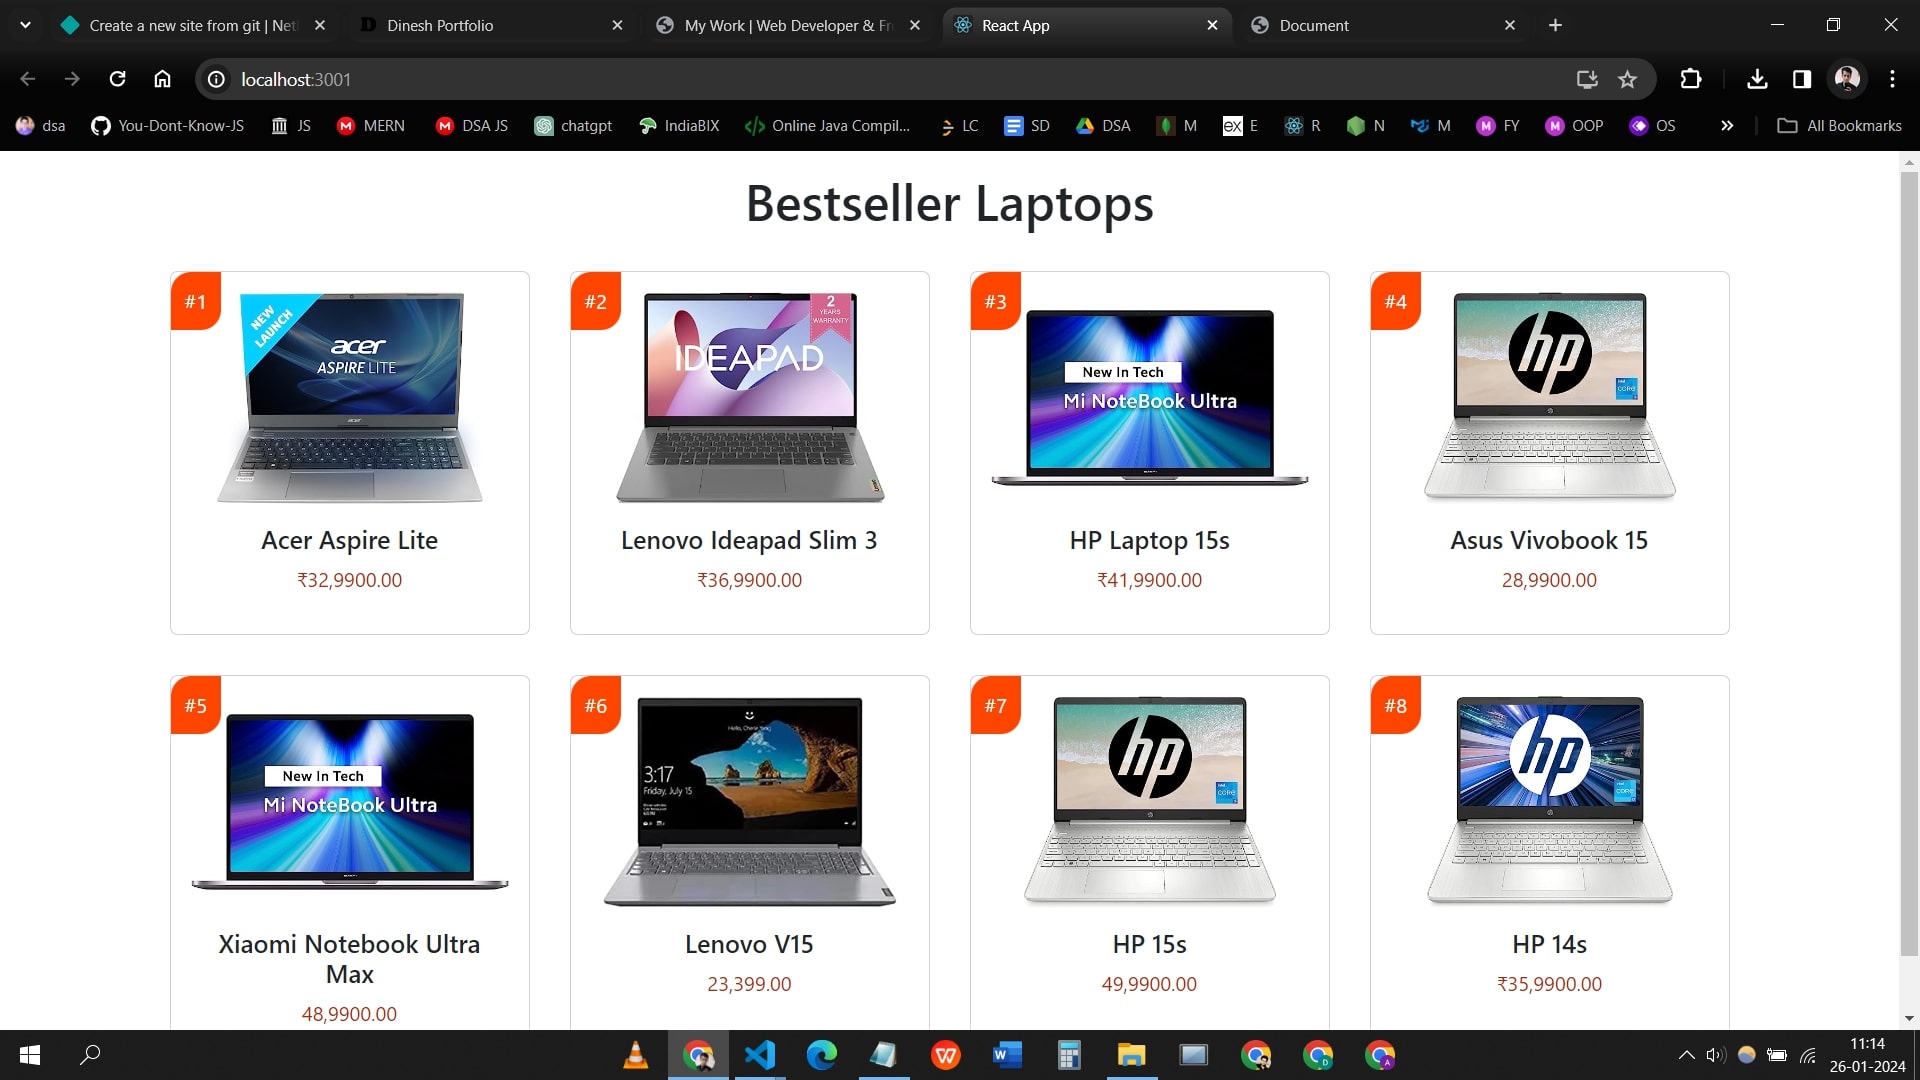 Create a new site from git | Netl
Dinesh Portfolio
My Work | Web Developer & Fr
React App
Document
localhost:3001
dsa
You-Dont-Know-JS
JS
MERN
DSA JS
chatgpt
IndiaBIX
Online Java Compil...
LC
SD
DSA
M
E
R
N
M
FY
OOP
OS
All Bookmarks
Bestseller Laptops
#1
NEW LAUNCH
acer
ASPIRE LITE
Acer Aspire Lite
₹32,9900.00
#2
2
YEARS
WARRANTY
IDEAPAD
Lenovo Ideapad Slim 3
₹36,9900.00
#3
New In Tech
Mi NoteBook Ultra
HP Laptop 15s
₹41,9900.00
#4
hp
Asus Vivobook 15
28,9900.00
#5
New In Tech
Mi NoteBook Ultra
Xiaomi Notebook Ultra
Max
48,9900.00
#6
3:17
Friday, July 15
Lenovo V15
23,399.00
#7
hp
HP 15s
49,9900.00
#8
hp
HP 14s
₹35,9900.00
11:14
26-01-2024